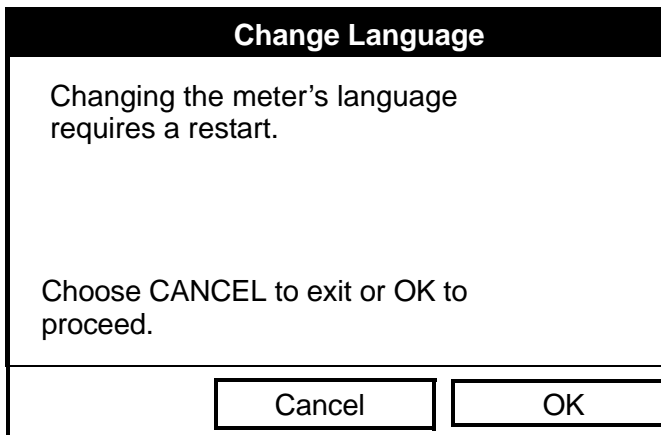 Change Language
Changing the meter’s language
requires a restart.
Choose CANCEL to exit or OK to
proceed.
Cancel
OK